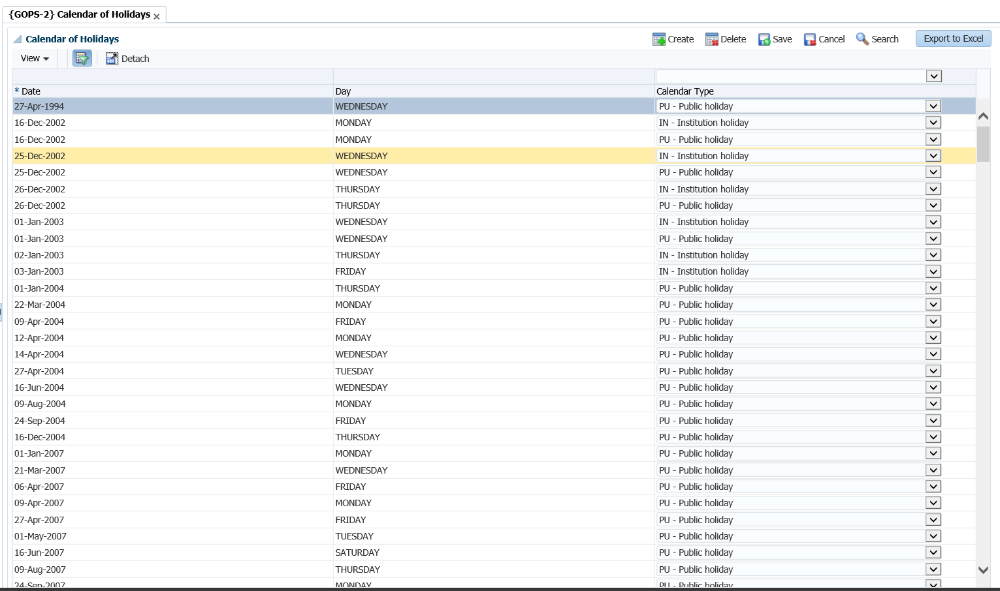 {GOPS-2} Calendar of Holidays
Calendar of Holidays Create Delete Save Cancel Search Export to Excel
View Detach
* Date Day Calendar Type
27-Apr-1994 WEDNESDAY PU - Public holiday
16-Dec-2002 MONDAY IN - Institution holiday
16-Dec-2002 MONDAY PU - Public holiday
25-Dec-2002 WEDNESDAY IN - Institution holiday
25-Dec-2002 WEDNESDAY PU - Public holiday
26-Dec-2002 THURSDAY IN - Institution holiday
26-Dec-2002 THURSDAY PU - Public holiday
01-Jan-2003 WEDNESDAY IN - Institution holiday
01-Jan-2003 WEDNESDAY PU - Public holiday
02-Jan-2003 THURSDAY IN - Institution holiday
03-Jan-2003 FRIDAY IN - Institution holiday
01-Jan-2004 THURSDAY PU - Public holiday
22-Mar-2004 MONDAY PU - Public holiday
09-Apr-2004 FRIDAY PU - Public holiday
12-Apr-2004 MONDAY PU - Public holiday
14-Apr-2004 WEDNESDAY PU - Public holiday
27-Apr-2004 TUESDAY PU - Public holiday
16-Jun-2004 WEDNESDAY PU - Public holiday
09-Aug-2004 MONDAY PU - Public holiday
24-Sep-2004 FRIDAY PU - Public holiday
16-Dec-2004 THURSDAY PU - Public holiday
01-Jan-2007 MONDAY PU - Public holiday
21-Mar-2007 WEDNESDAY PU - Public holiday
06-Apr-2007 FRIDAY PU - Public holiday
09-Apr-2007 MONDAY PU - Public holiday
27-Apr-2007 FRIDAY PU - Public holiday
01-May-2007 TUESDAY PU - Public holiday
16-Jun-2007 SATURDAY PU - Public holiday
09-Aug-2007 THURSDAY PU - Public holiday
24-Sep-2007 MONDAY PU - Public holiday